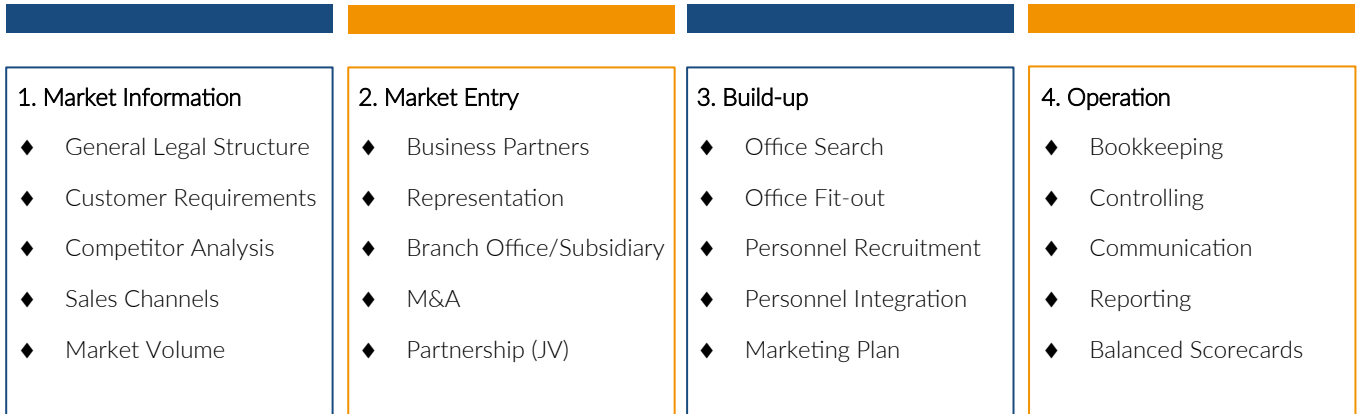 1. Market Information
♦ General Legal Structure
♦ Customer Requirements
♦ Competitor Analysis
♦ Sales Channels
♦ Market Volume
2. Market Entry
♦ Business Partners
♦ Representation
♦ Branch Office/Subsidiary
♦ M&A
♦ Partnership (JV)
3. Build-up
♦ Office Search
♦ Office Fit-out
♦ Personnel Recruitment
♦ Personnel Integration
♦ Marketing Plan
4. Operation
♦ Bookkeeping
♦ Controlling
♦ Communication
♦ Reporting
♦ Balanced Scorecards